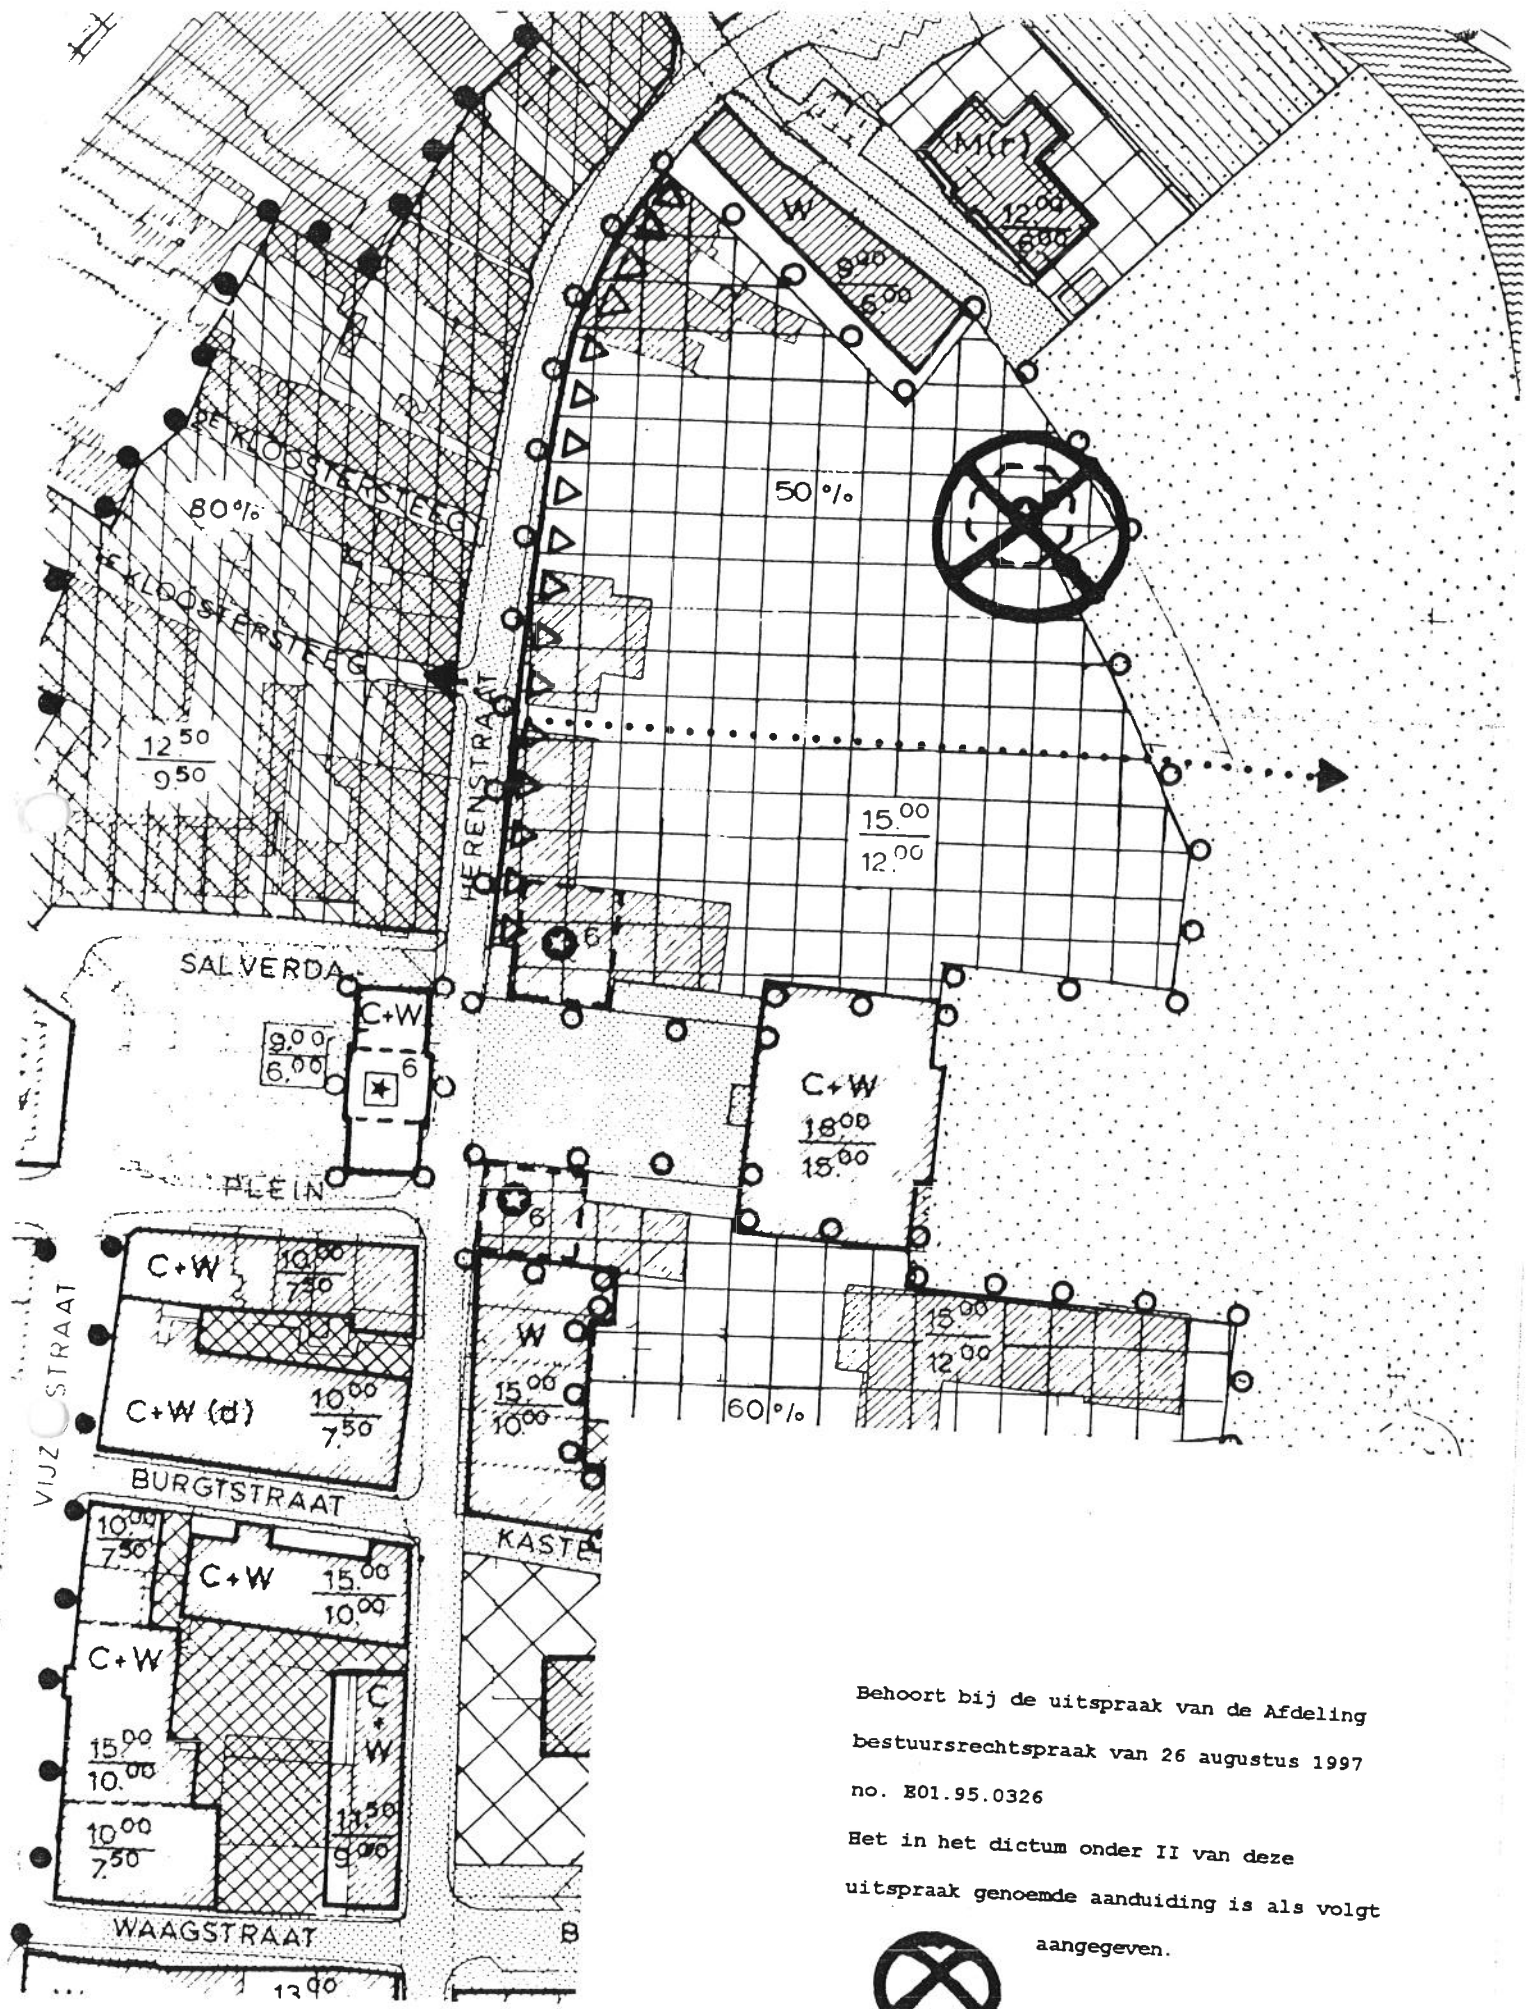 M(r)
12.00
6.00
W
9.00
6.00
2E KLOOSTERSTEEG
50%
80%
1E KLOOSTERSTEEG
12.50
9.50
HERENSTRAAT
15.00
12.00
6
SALVERDA
C+W
9.00
6.00
6
C+W
18.00
15.00
PLEIN
6
C+W
10.00
7.50
VIJZ STRAAT
W
15.00
12.00
15.00
10.00
C+W (d)
10.00
7.50
60%
BURGTSTRAAT
10.00
7.50
KASTE
C+W
15.00
10.00
C+W
C
+
W
15.00
10.00
11.50
9.00
10.00
7.50
WAAGSTRAAT
B
13.00
Behoort bij de uitspraak van de Afdeling
bestuursrechtspraak van 26 augustus 1997
no. E01.95.0326
Het in het dictum onder II van deze
uitspraak genoemde aanduiding is als volgt
aangegeven.